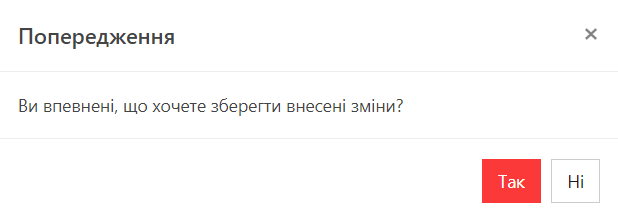 Попередження
×
Ви впевнені, що хочете зберегти внесені зміни?
Так
Ні